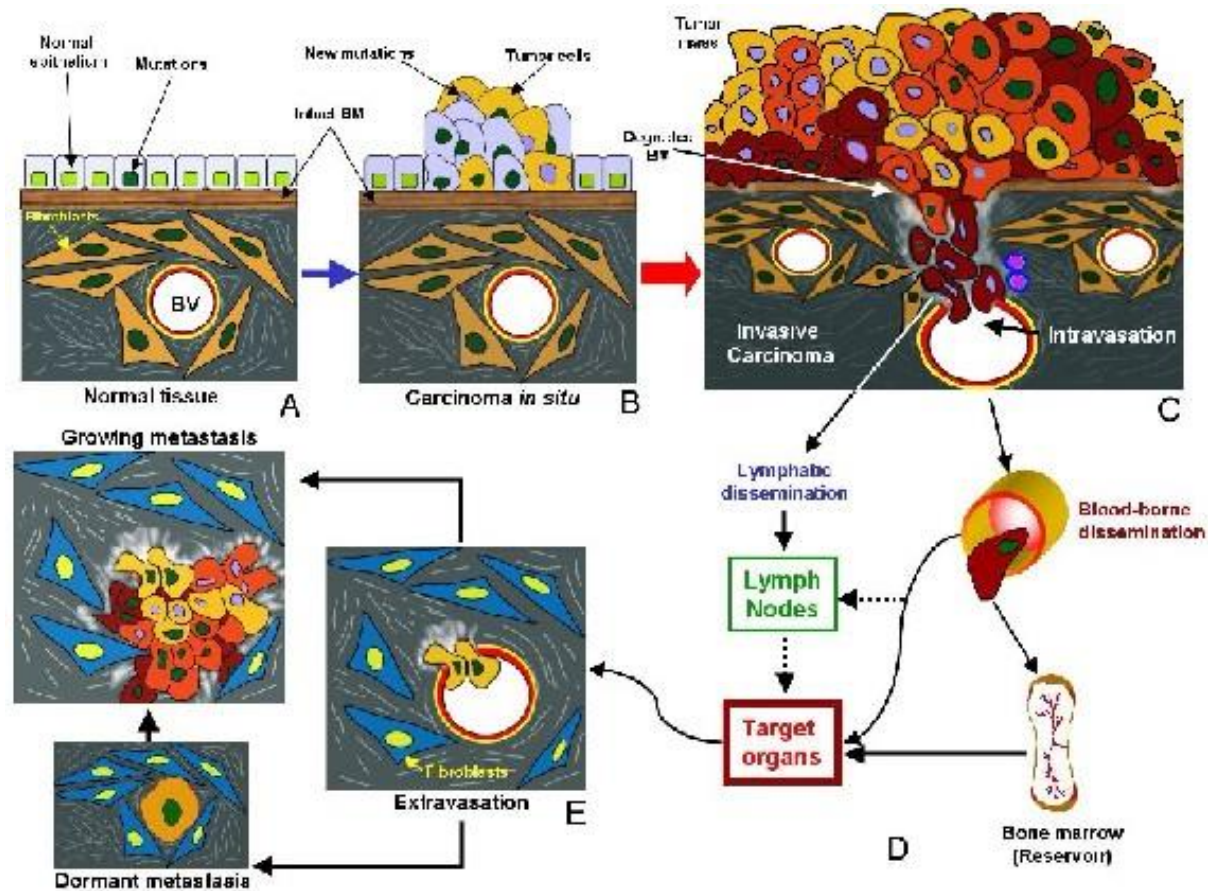 Normal
epithelium
Mutations
New mutations
Tumor cells
Intact BM
Tumor
mass
Degraded
BM
Fibroblasts
BV
Normal tissue
A
Carcinoma in situ
B
Invasive
Carcinoma
Intravasation
C
Growing metastasis
Lymphatic
dissemination
Blood-borne
dissemination
Lymph
Nodes
Target
organs
Fibroblasts
Extravasation
E
D
Bone marrow
(Reservoir)
Dormant metastasis